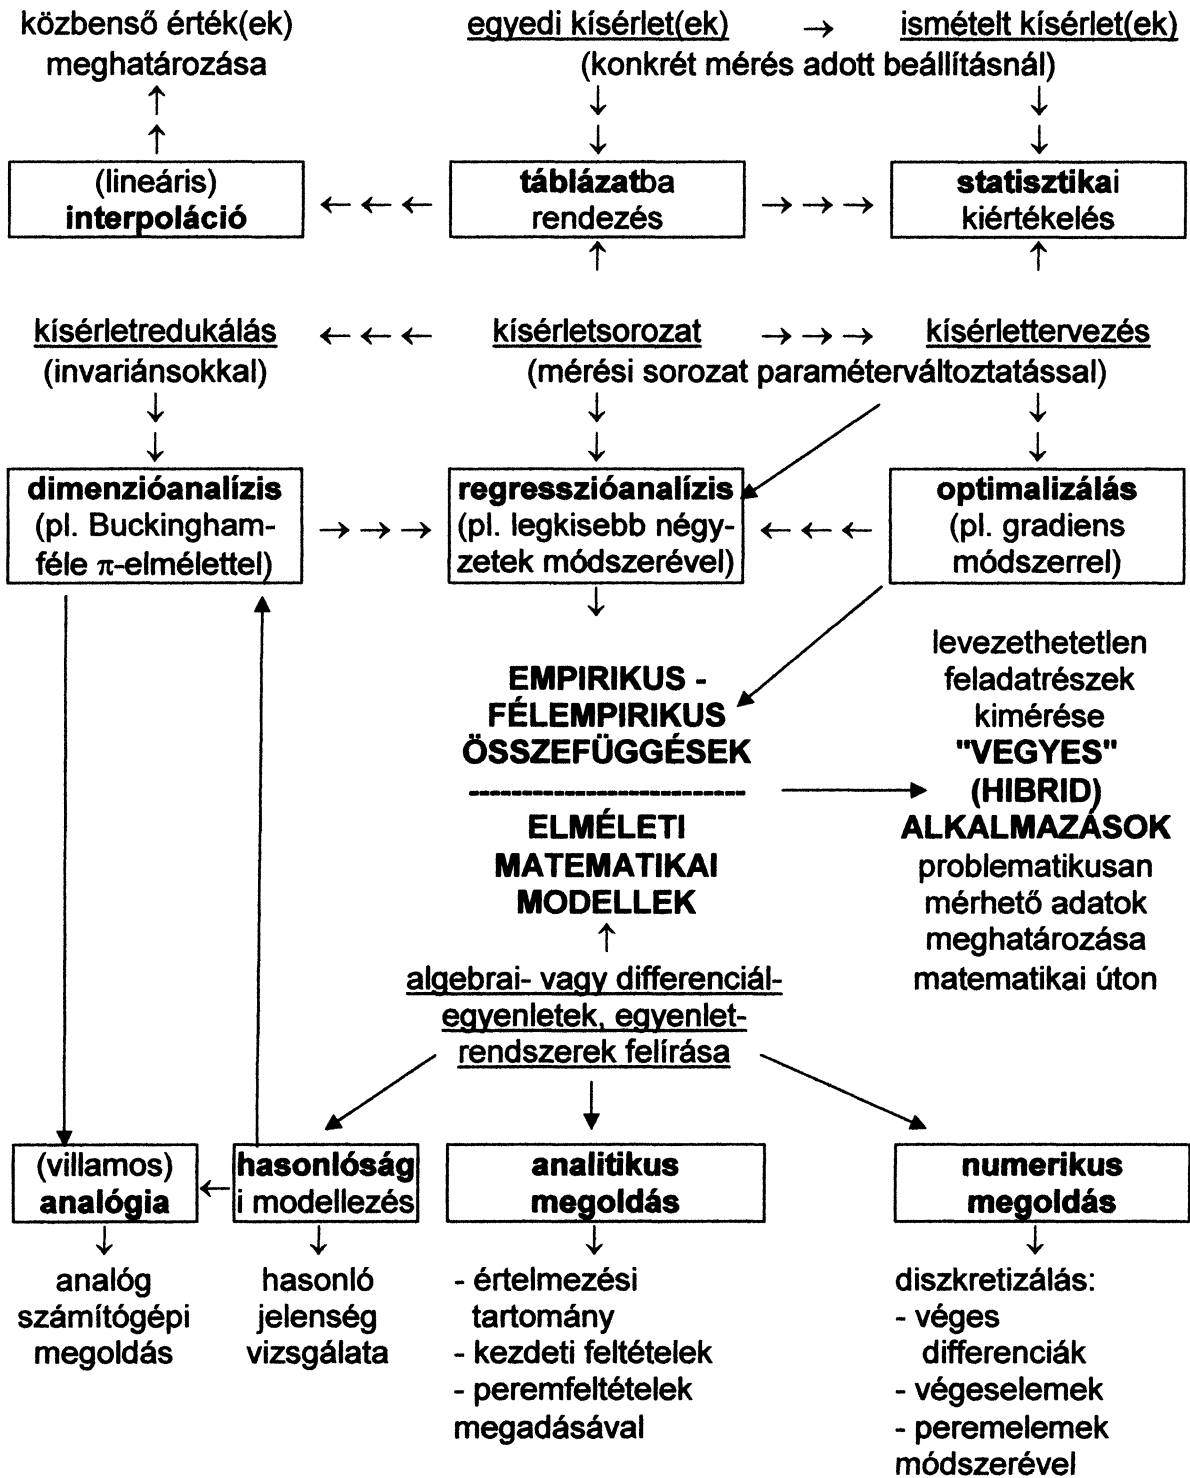 közbenső érték(ek)
meghatározása
egyedi kísérlet(ek) → ismételt kísérlet(ek)
(konkrét mérés adott beállításnál)
(lineáris)
interpoláció
táblázatba
rendezés
statisztikai
kiértékelés
kísérletredukálás
(invariánsokkal)
kísérletsorozat
kísérlettervezés
(mérési sorozat paraméterváltoztatással)
dimenzióanalízis
(pl. Buckingham-
féle π-elmélettel)
regresszióanalízis
(pl. legkisebb négy-
zetek módszerével)
optimalizálás
(pl. gradiens
módszerrel)
EMPIRIKUS -
FÉLEMPIRIKUS
ÖSSZEFÜGGÉSEK
-------------------------
ELMÉLETI
MATEMATIKAI
MODELLEK
levezethetetlen
feladatrészek
kimérése
"VEGYES"
(HIBRID)
ALKALMAZÁSOK
problematikusan
mérhető adatok
meghatározása
matematikai úton
algebrai- vagy differenciál-
egyenletek, egyenlet-
rendszerek felírása
(villamos)
analógia
hasonlóság
i modellezés
analitikus
megoldás
numerikus
megoldás
analóg
számítógépi
megoldás
hasonló
jelenség
vizsgálata
- értelmezési
tartomány
- kezdeti feltételek
- peremfeltételek
megadásával
diszkretizálás:
- véges
differenciák
- végeselemek
- peremelemek
módszerével